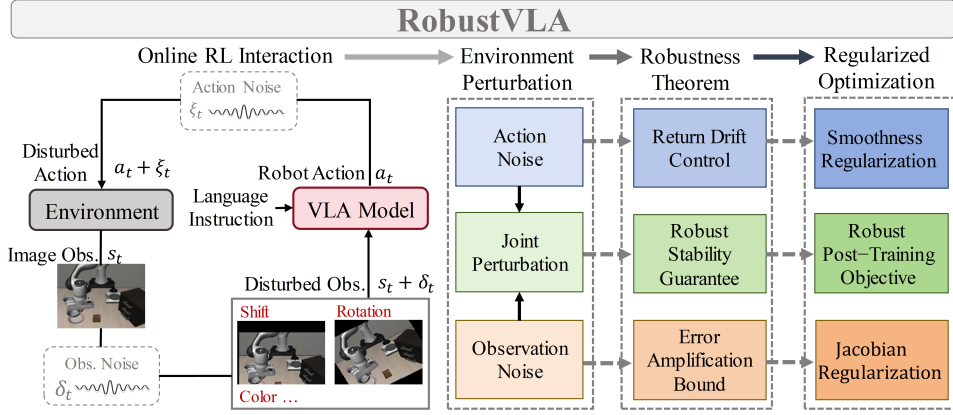 RobustVLA
Online RL Interaction
Environment
Perturbation
Robustness
Theorem
Regularized
Optimization
Action Noise
ξt
Disturbed
Action
at + ξt
Robot Action at
Language
Instruction
Environment
VLA Model
Image Obs. st
Disturbed Obs. st + δt
Shift
Rotation
Color ...
Obs. Noise
δt
Action
Noise
Return Drift
Control
Smoothness
Regularization
Joint
Perturbation
Robust
Stability
Guarantee
Robust
Post-Training
Objective
Observation
Noise
Error
Amplification
Bound
Jacobian
Regularization